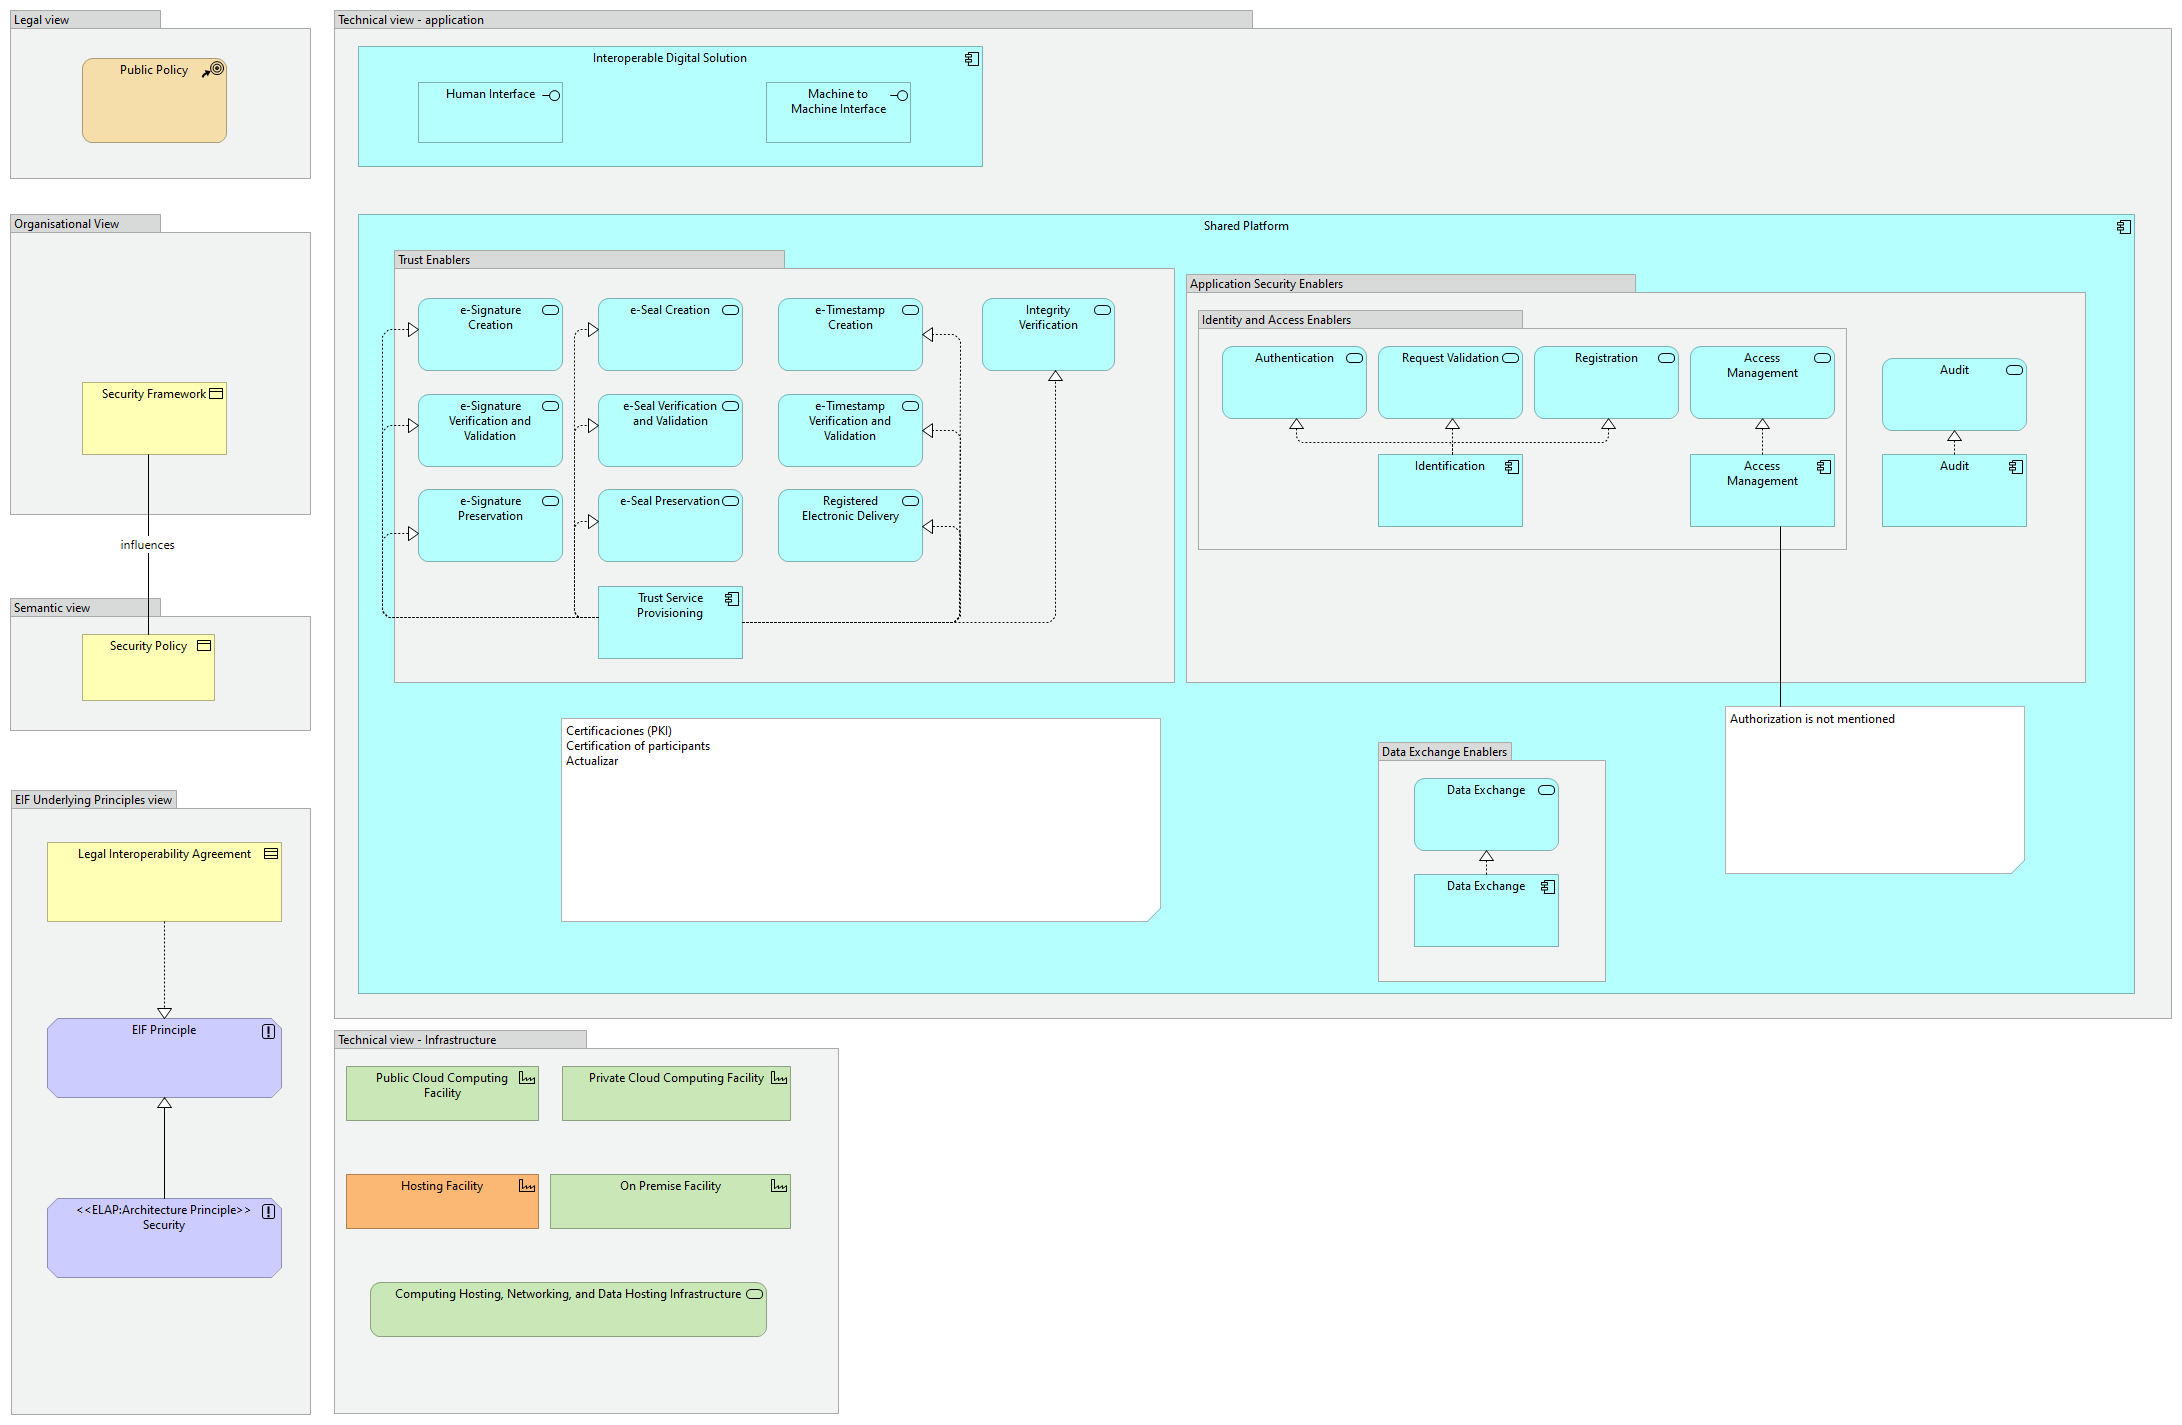 Legal view
Public Policy
Organisational View
Security Framework
influences
Semantic view
Security Policy
EIF Underlying Principles view
Legal Interoperability Agreement
EIF Principle
<<ELAP:Architecture Principle>>
Security
Technical view - application
Interoperable Digital Solution
Human Interface
Machine to
Machine Interface
Shared Platform
Trust Enablers
e-Signature
Creation
e-Seal Creation
e-Timestamp
Creation
Integrity
Verification
e-Signature
Verification and
Validation
e-Seal Verification
and Validation
e-Timestamp
Verification and
Validation
e-Signature
Preservation
e-Seal Preservation
Registered
Electronic Delivery
Trust Service
Provisioning
Application Security Enablers
Identity and Access Enablers
Authentication
Request Validation
Registration
Access
Management
Audit
Identification
Access
Management
Audit
Certificaciones (PKI)
Certification of participants
Actualizar
Data Exchange Enablers
Data Exchange
Data Exchange
Authorization is not mentioned
Technical view - Infrastructure
Public Cloud Computing
Facility
Private Cloud Computing Facility
Hosting Facility
On Premise Facility
Computing Hosting, Networking, and Data Hosting Infrastructure